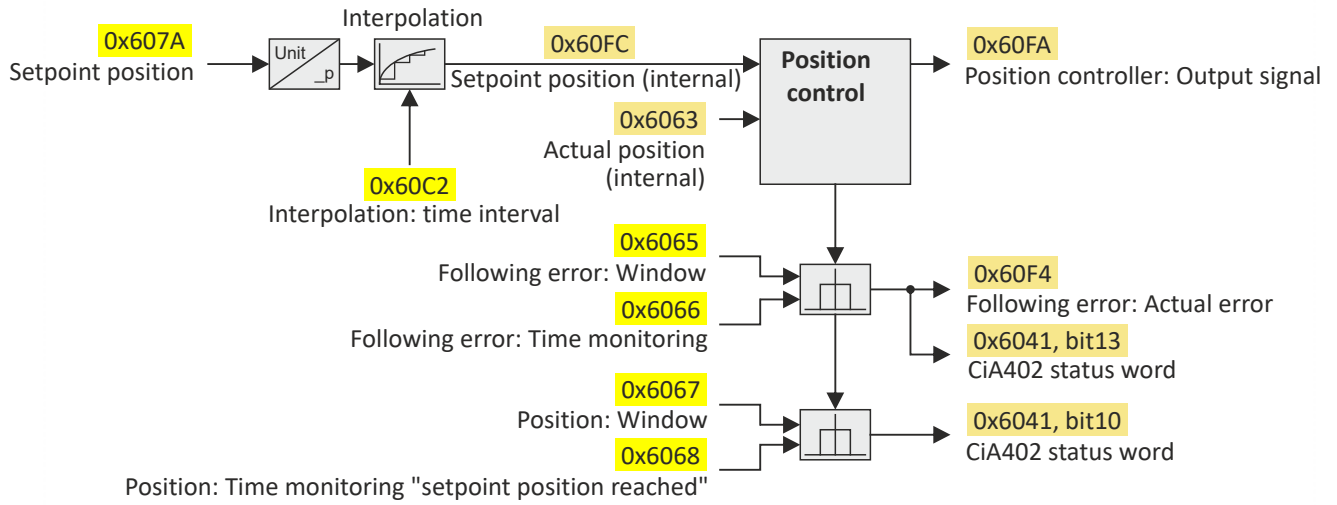 Interpolation
0x607A
Setpoint position
Unit
_p
0x60FC
Setpoint position (internal)
Position
control
0x60FA
Position controller: Output signal
0x6063
Actual position
(internal)
0x60C2
Interpolation: time interval
0x6065
Following error: Window
0x6066
Following error: Time monitoring
0x60F4
Following error: Actual error
0x6041, bit13
CiA402 status word
0x6067
Position: Window
0x6068
Position: Time monitoring "setpoint position reached"
0x6041, bit10
CiA402 status word